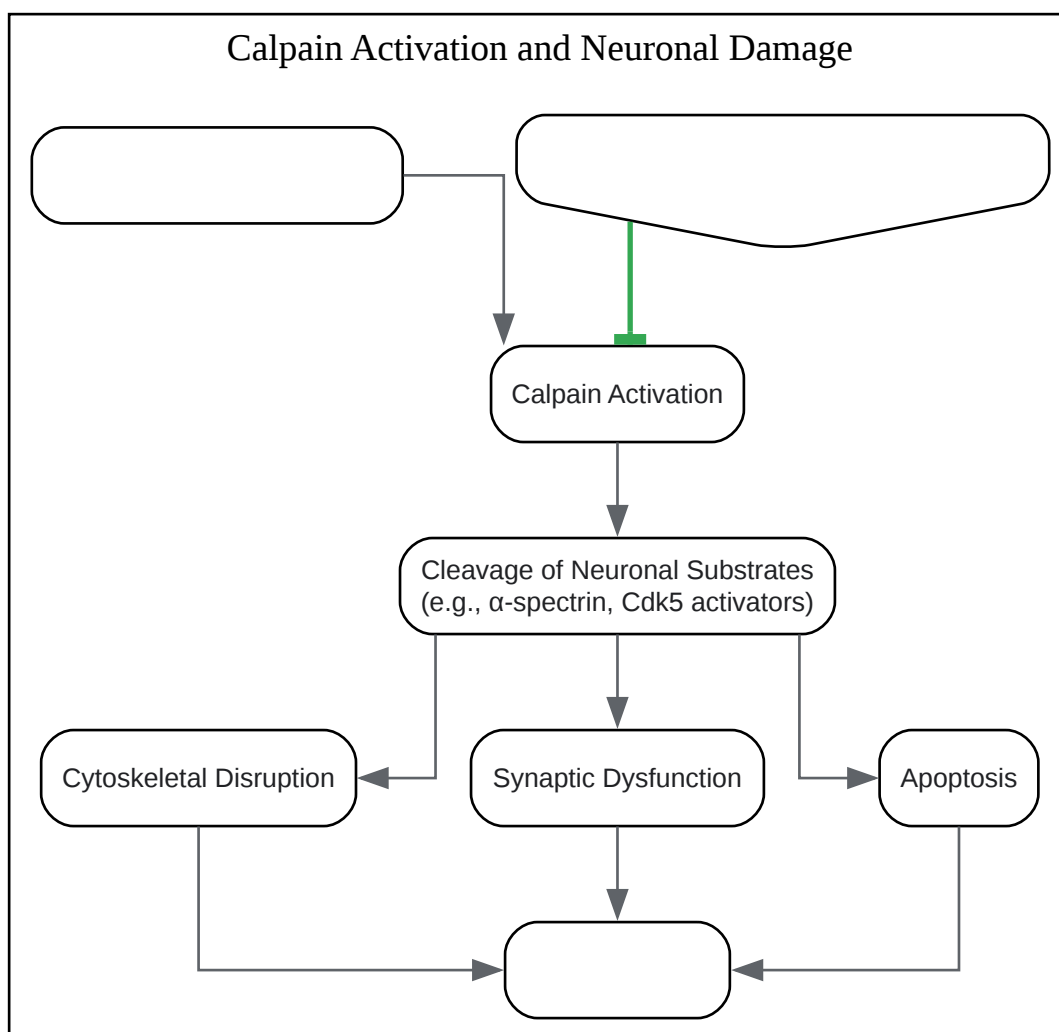 Calpain Activation and Neuronal Damage
Calpain Activation
Cleavage of Neuronal Substrates
(e.g., α-spectrin, Cdk5 activators)
Cytoskeletal Disruption
Synaptic Dysfunction
Apoptosis